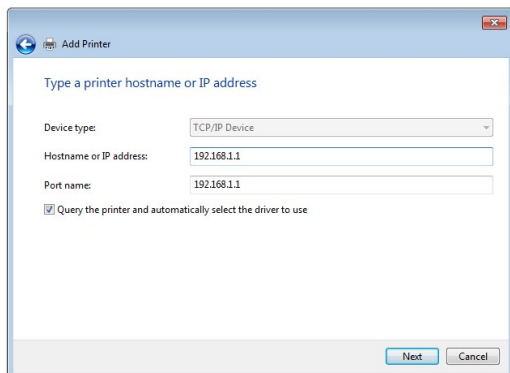 Add Printer
Type a printer hostname or IP address
Device type: TCP/IP Device
Hostname or IP address: 192.168.1.1
Port name: 192.168.1.1
Query the printer and automatically select the driver to use
Next Cancel